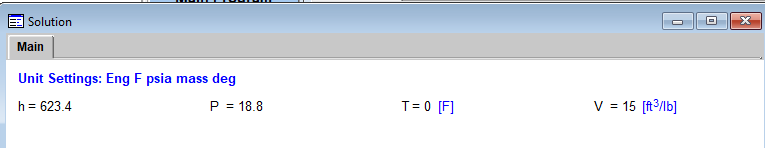 Solution
Main
Unit Settings: Eng F psia mass deg
h = 623.4 P = 18.8 T = 0 [F] V = 15 [ft³/lb]